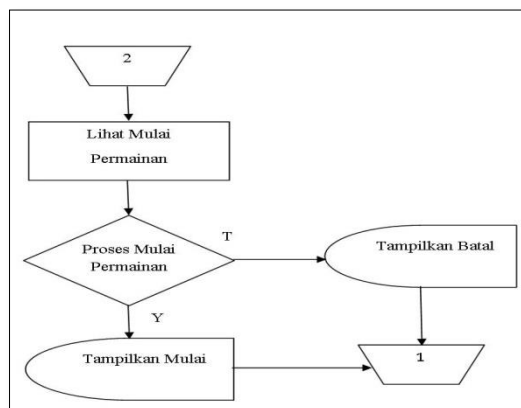 2
Lihat Mulai
Permainan
Proses Mulai
Permainan
T
Tampilkan Batal
Y
Tampilkan Mulai
1